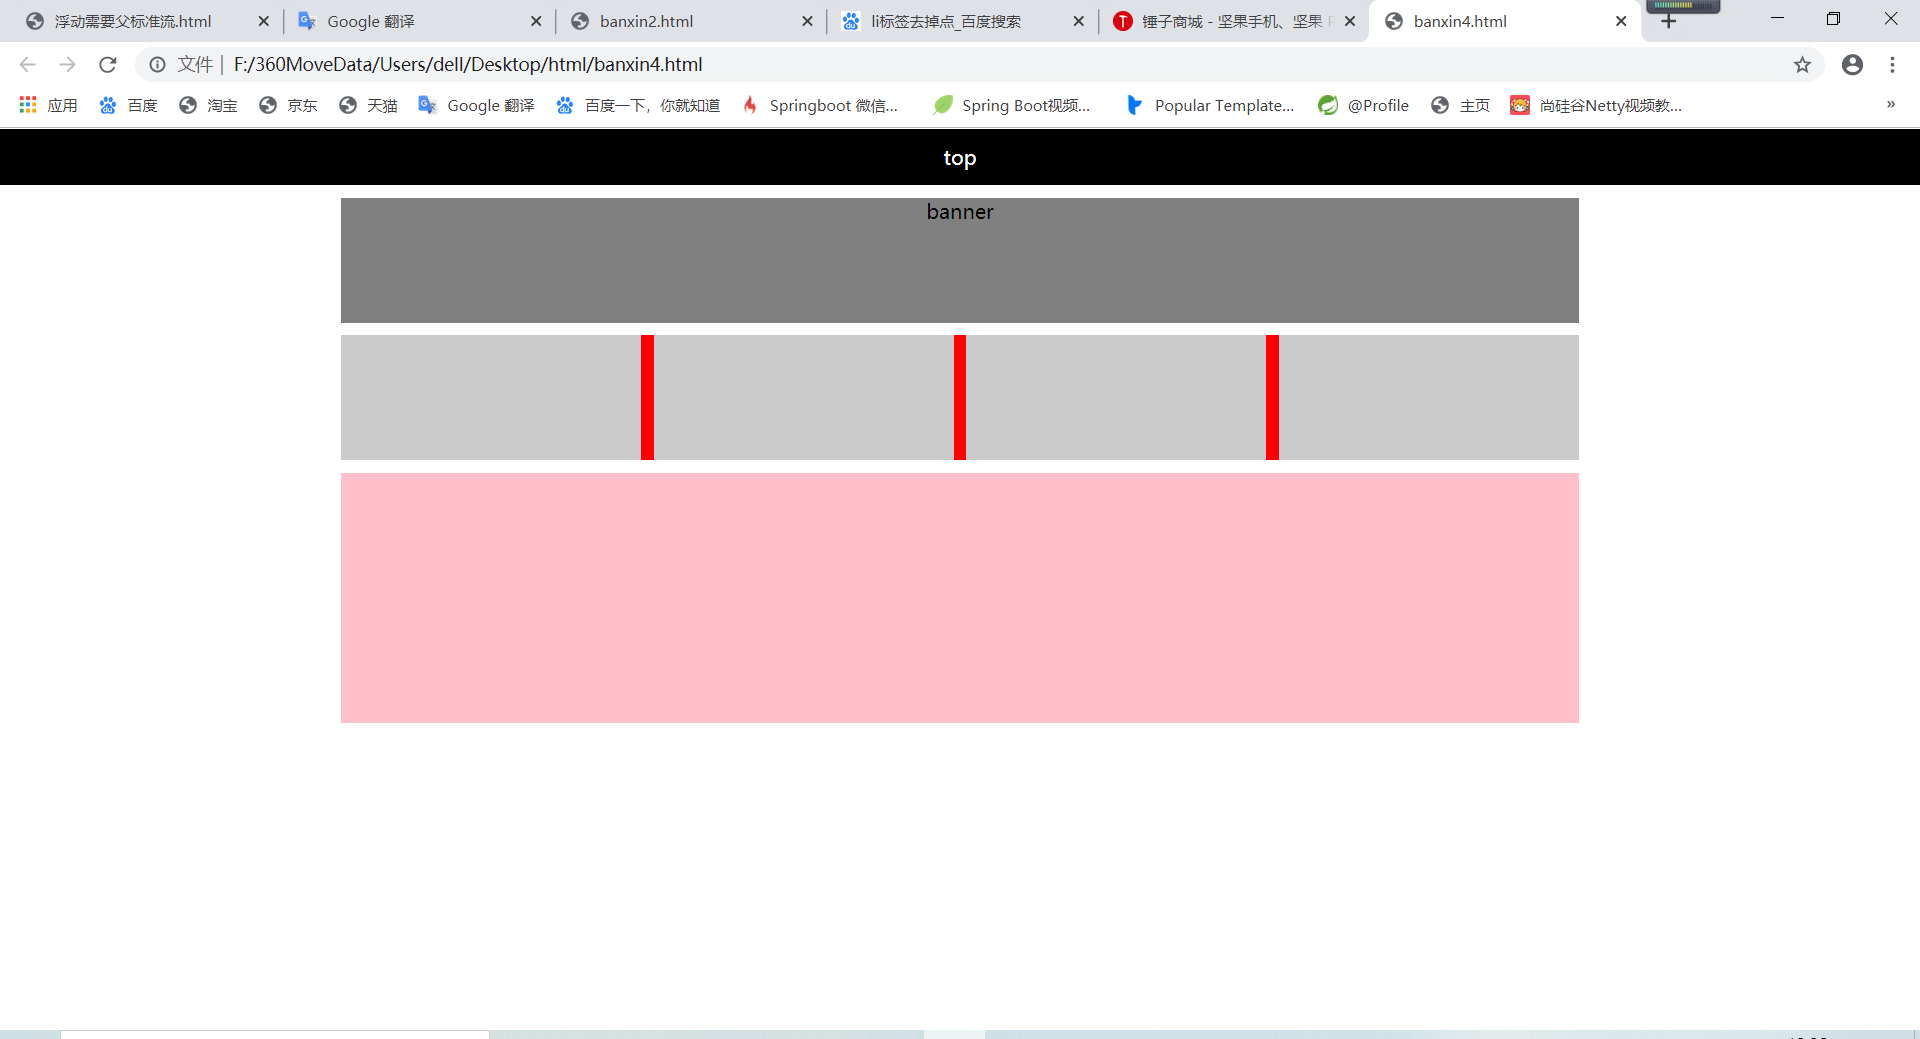 浮动需要父标准流.html
Google 翻译
banxin2.html
li标签去掉点_百度搜索
锤子商城 - 坚果手机、坚果
banxin4.html
文件 | F:/360MoveData/Users/dell/Desktop/html/banxin4.html
应用
百度
淘宝
京东
天猫
Google 翻译
百度一下，你就知道
Springboot 微信...
Spring Boot视频...
Popular Template...
@Profile
主页
尚硅谷Netty视频教...
»
top
banner